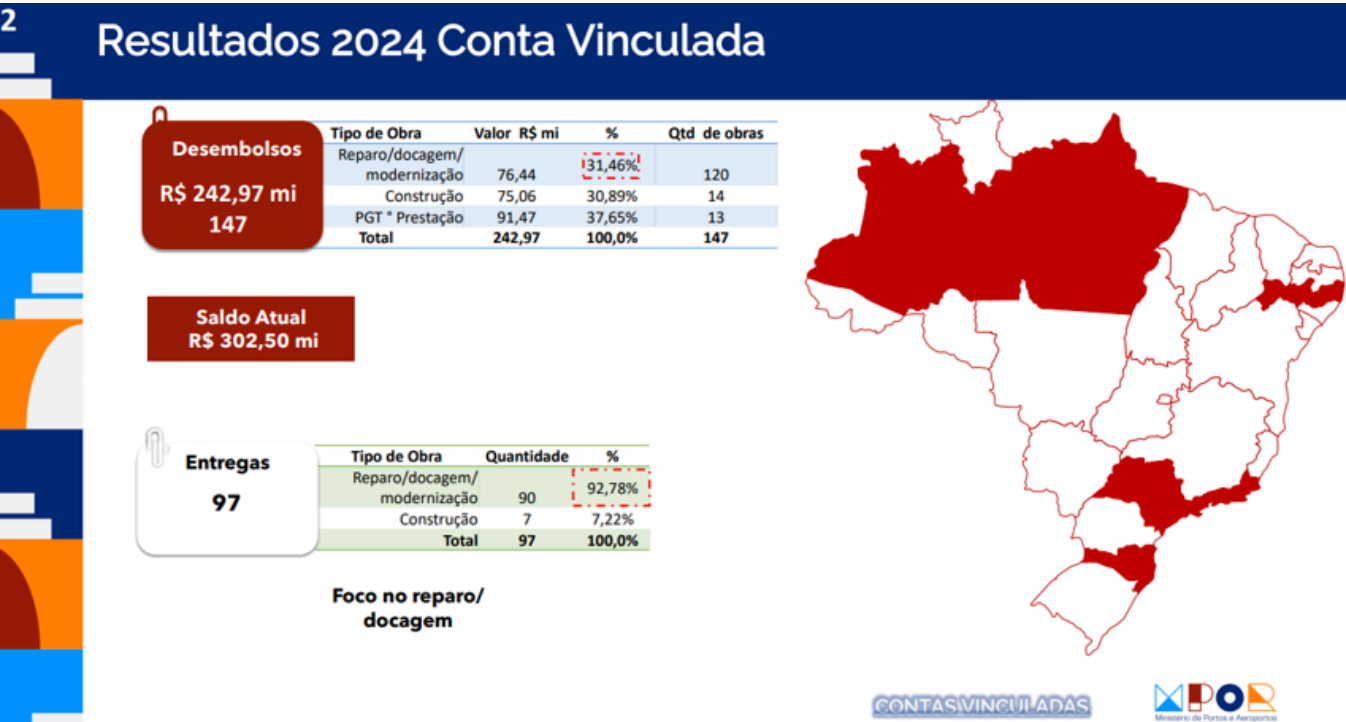 2
Resultados 2024 Conta Vinculada
Desembolsos
R$ 242,97 mi
147
Tipo de Obra Valor R$ mi % Qtd de obras
Reparo/docagem/
modernização 76,44 31,46% 120
Construção 75,06 30,89% 14
PGT ° Prestação 91,47 37,65% 13
Total 242,97 100,0% 147
Saldo Atual
R$ 302,50 mi
Entregas
97
Tipo de Obra Quantidade %
Reparo/docagem/
modernização 90 92,78%
Construção 7 7,22%
Total 97 100,0%
Foco no reparo/
docagem
CONTAS VINCULADAS
MPOR
Ministério de Portos e Aeroportos